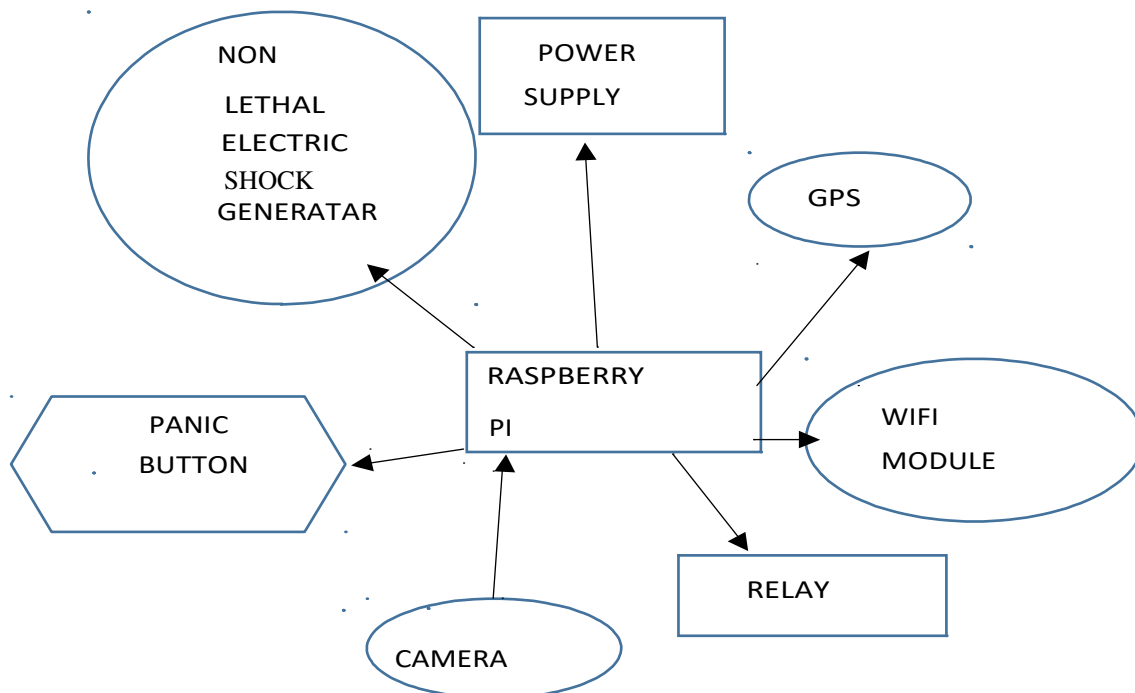 NON
LETHAL
ELECTRIC
SHOCK
GENERATAR
POWER
SUPPLY
GPS
RASPBERRY
PI
WIFI
MODULE
PANIC
BUTTON
RELAY
CAMERA